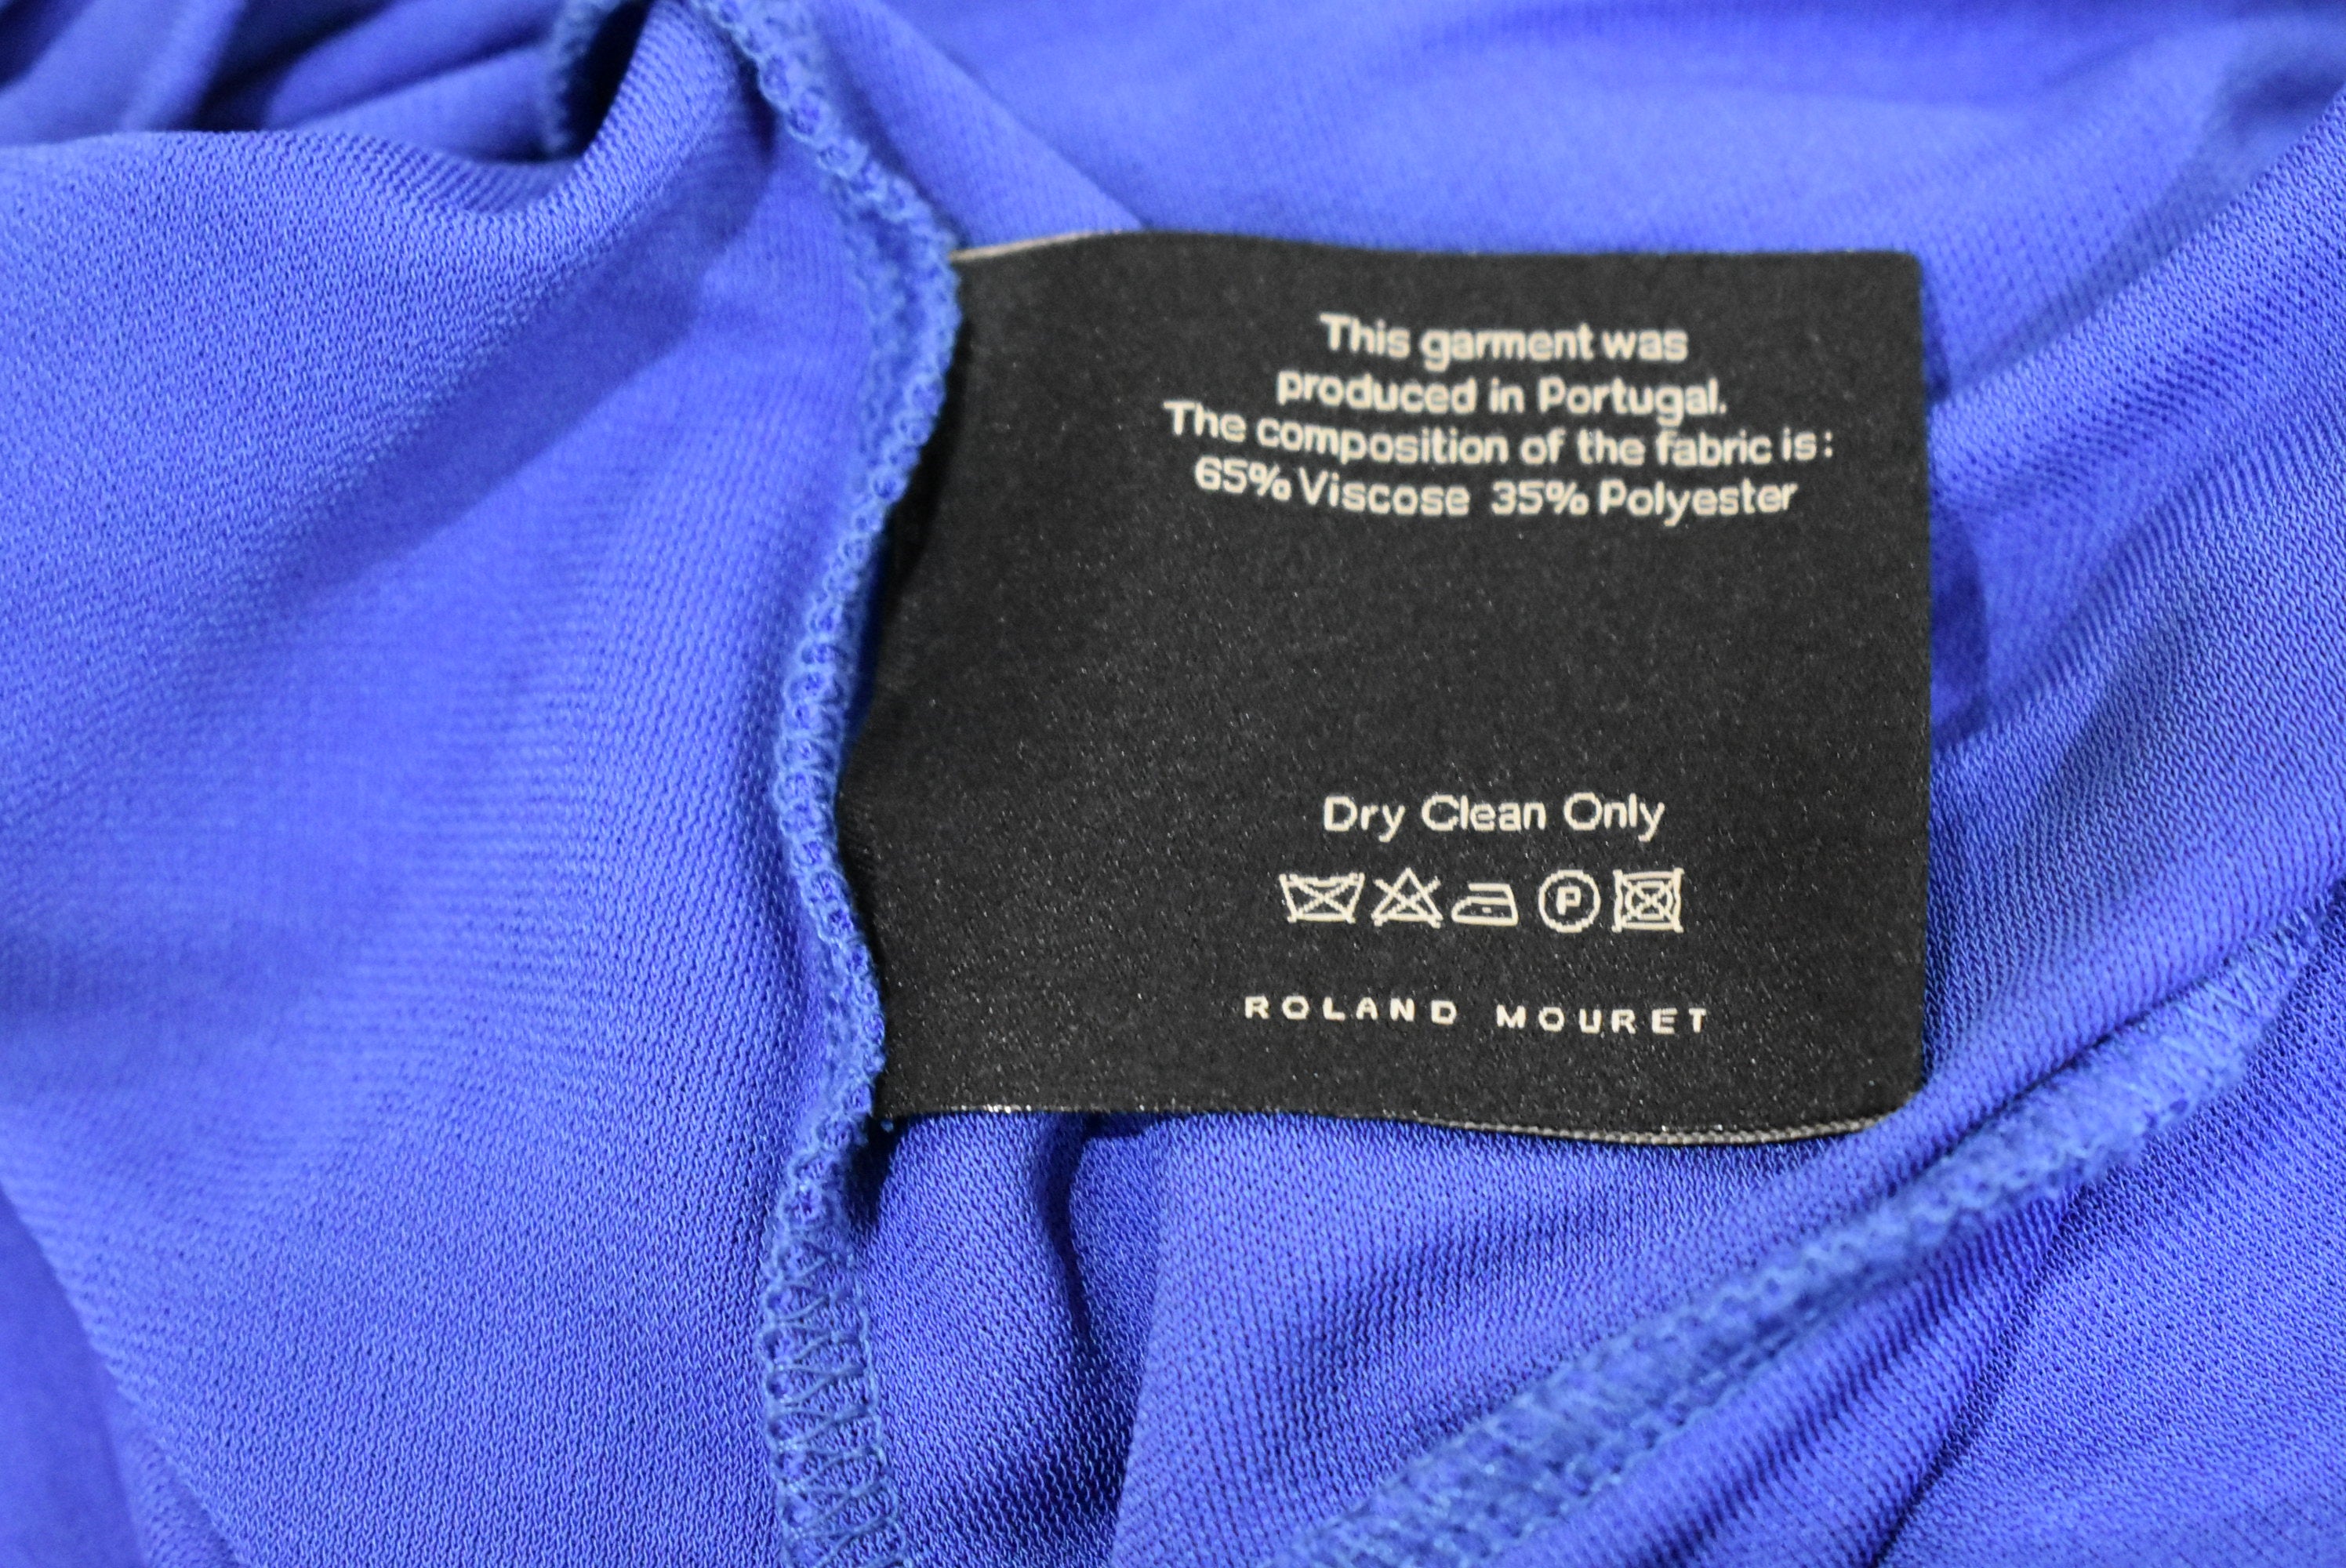 This garment was
produced in Portugal.
The composition of the fabric is:
65% Viscose 35% Polyester
Dry Clean Only
P
ROLAND MOURET